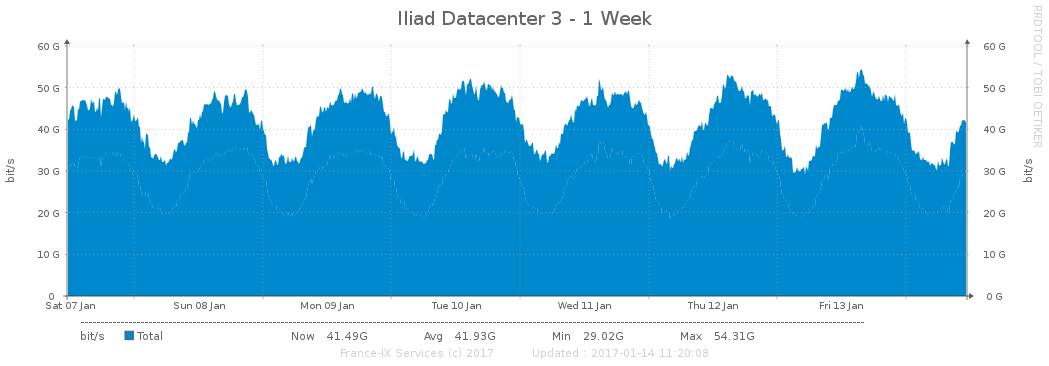 Iliad Datacenter 3 - 1 Week
RRDTOOL / TOBI OETIKER
60 G 60 G
50 G 50 G
40 G 40 G
30 G 30 G
20 G 20 G
10 G 10 G
0 0 G
bit/s bit/s
Sat 07 Jan Sun 08 Jan Mon 09 Jan Tue 10 Jan Wed 11 Jan Thu 12 Jan Fri 13 Jan
bit/s Total Now 41.49G Avg 41.93G Min 29.02G Max 54.31G
France-IX Services (c) 2017 Updated : 2017-01-14 11:20:08